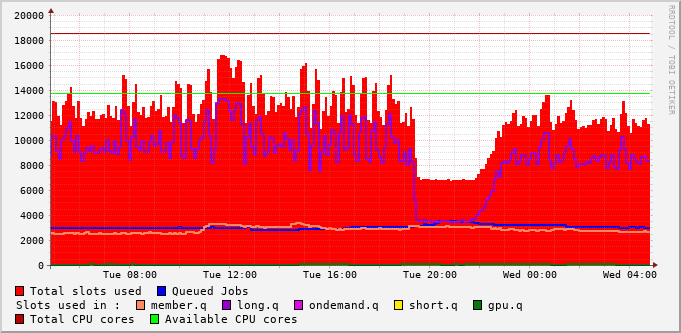 RRDTOOL / TOBI OETIKER
20000
18000
16000
14000
12000
10000
8000
6000
4000
2000
0
Tue 08:00 Tue 12:00 Tue 16:00 Tue 20:00 Wed 00:00 Wed 04:00
Total slots used Queued Jobs
Slots used in : member.q long.q ondemand.q short.q gpu.q
Total CPU cores Available CPU cores